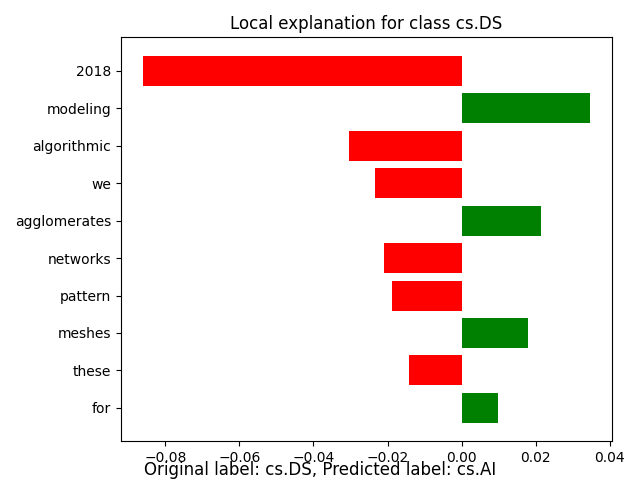 Local explanation for class cs.DS
2018
modeling
algorithmic
we
agglomerates
networks
pattern
meshes
these
for
−0.08 −0.06 −0.04 −0.02 0.00 0.02 0.04
Original label: cs.DS, Predicted label: cs.AI